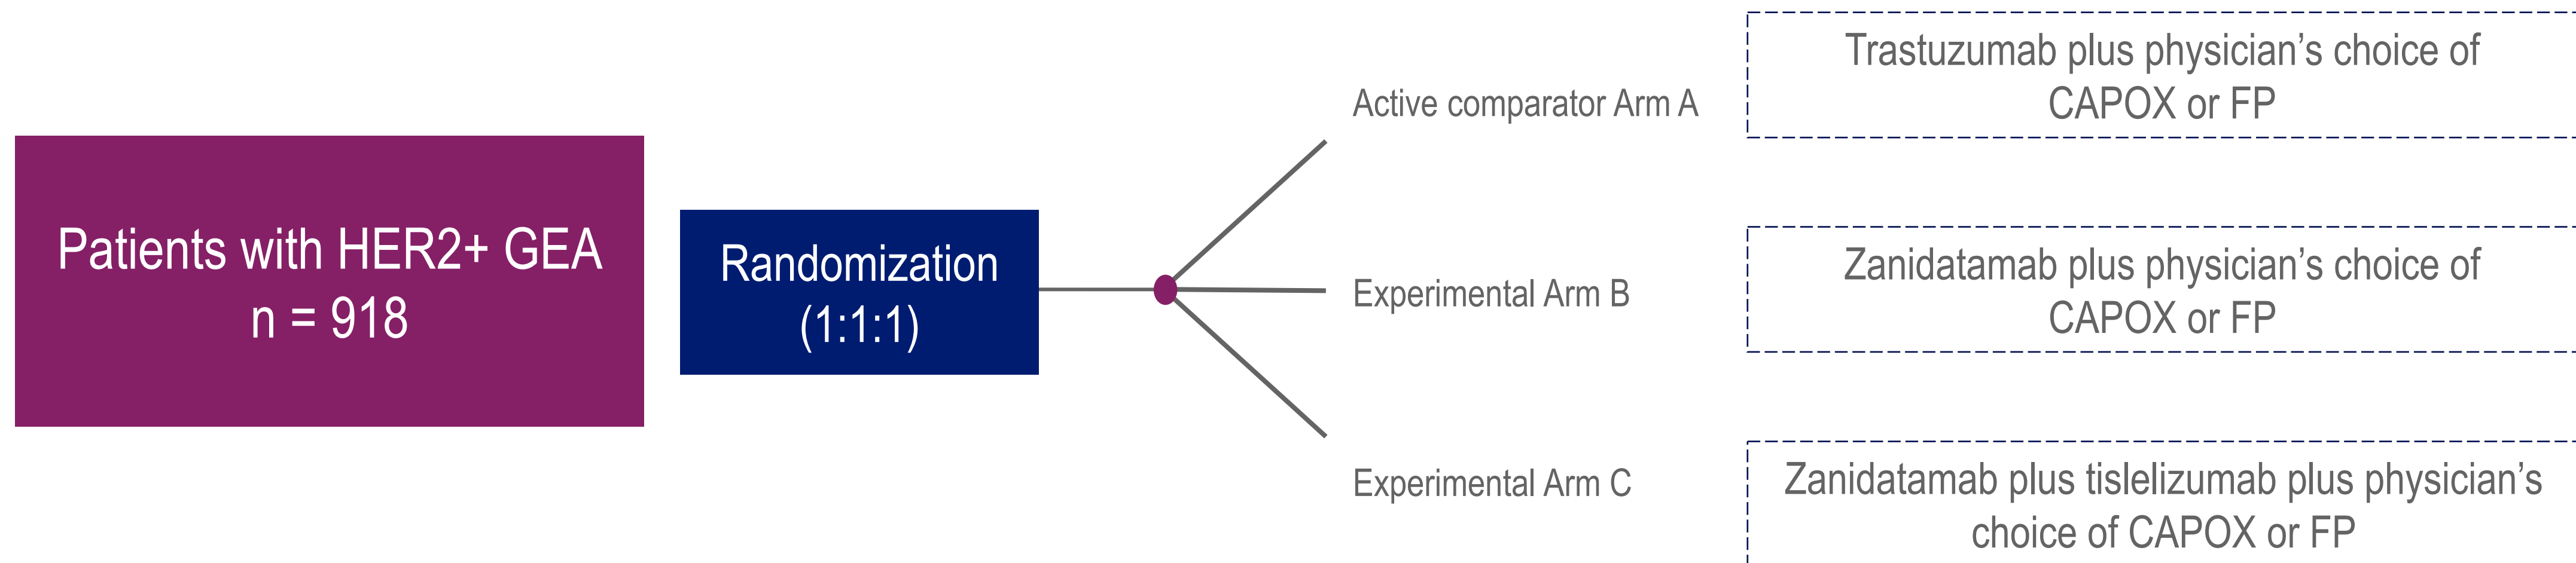 Patients with HER2+ GEA
n = 918
Randomization
(1:1:1)
Active comparator Arm A
Trastuzumab plus physician’s choice of
CAPOX or FP
Experimental Arm B
Zanidatamab plus physician’s choice of
CAPOX or FP
Experimental Arm C
Zanidatamab plus tislelizumab plus physician’s
choice of CAPOX or FP